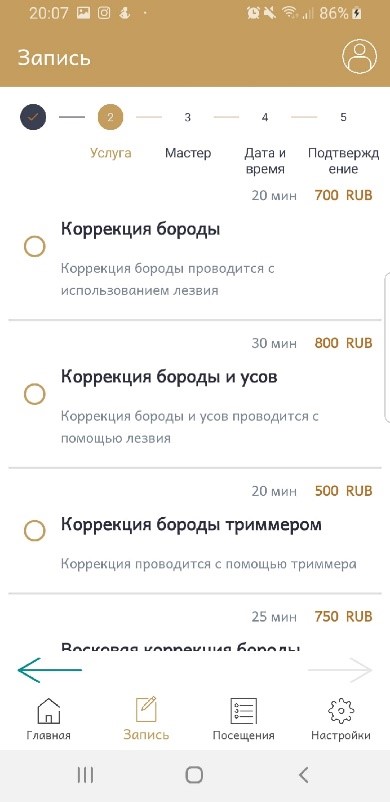 20:07
86%
Запись
2
3
4
5
Услуга
Мастер
Дата и
время
Подтвержд
ение
20 мин 700 RUB
Коррекция бороды
Коррекция бороды проводится с
использованием лезвия
30 мин 800 RUB
Коррекция бороды и усов
Коррекция бороды и усов проводится с
помощью лезвия
20 мин 500 RUB
Коррекция бороды триммером
Коррекция проводится с помощью триммера
25 мин 750 RUB
Восковая коррекция бороды
Главная
Запись
Посещения
Настройки